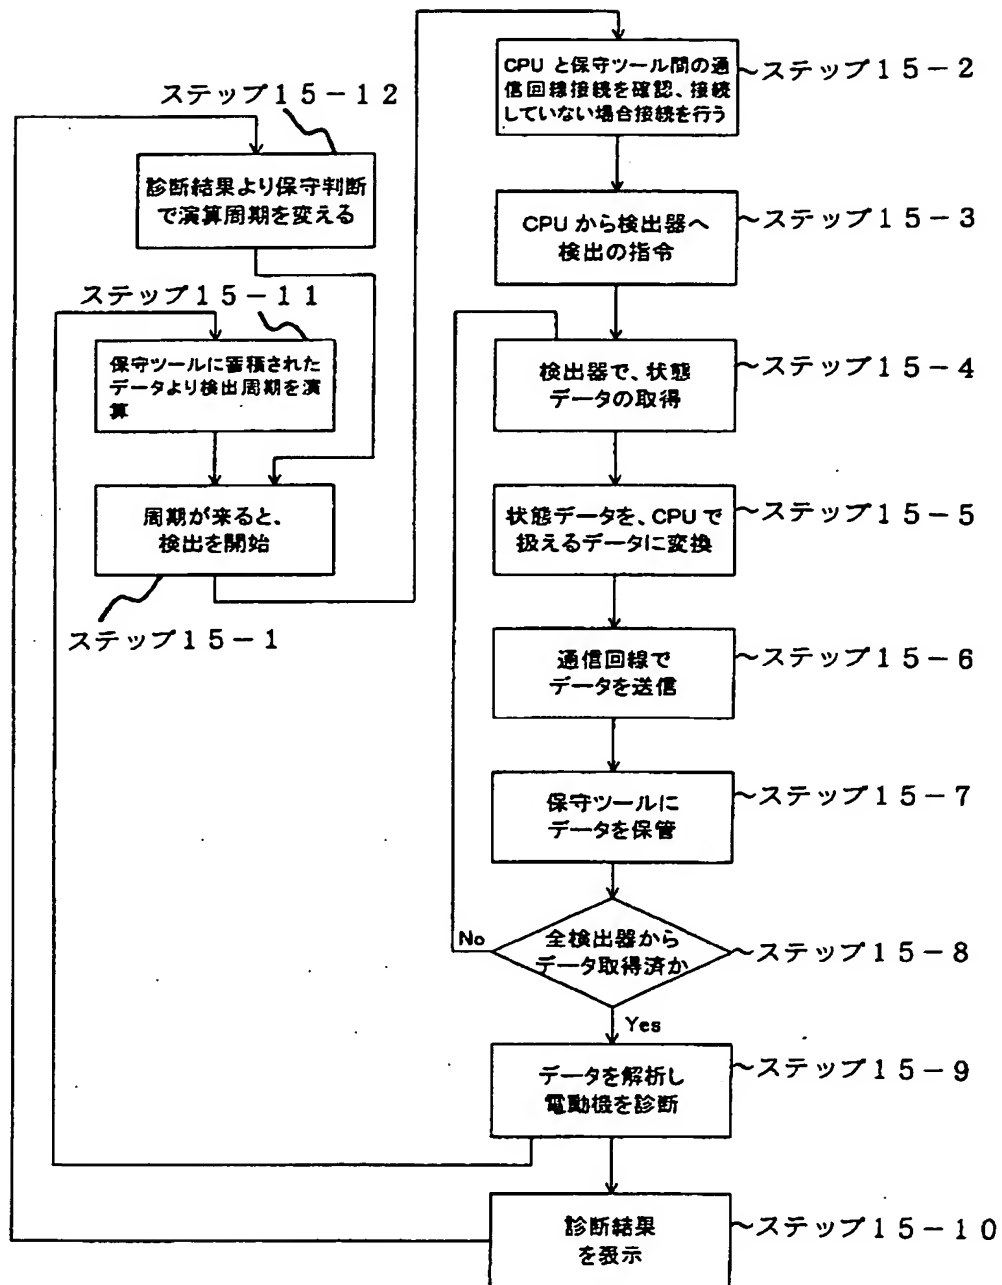 CPU と保守ツール間の通
信回線接続を確認、接続
していない場合接続を行う
~ステップ15-2
ステップ15-12
診断結果より保守判断
で演算周期を変える
CPU から検出器へ
検出の指令
~ステップ15-3
ステップ15-11
保守ツールに蓄積された
データより検出周期を演
算
検出器で、状態
データの取得
~ステップ15-4
周期が来ると、
検出を開始
ステップ15-1
状態データを、CPU で
扱えるデータに変換
~ステップ15-5
通信回線で
データを送信
~ステップ15-6
保守ツールに
データを保管
~ステップ15-7
No
全検出器から
データ取得済か
~ステップ15-8
Yes
データを解析し
電動機を診断
~ステップ15-9
診断結果
を表示
~ステップ15-10